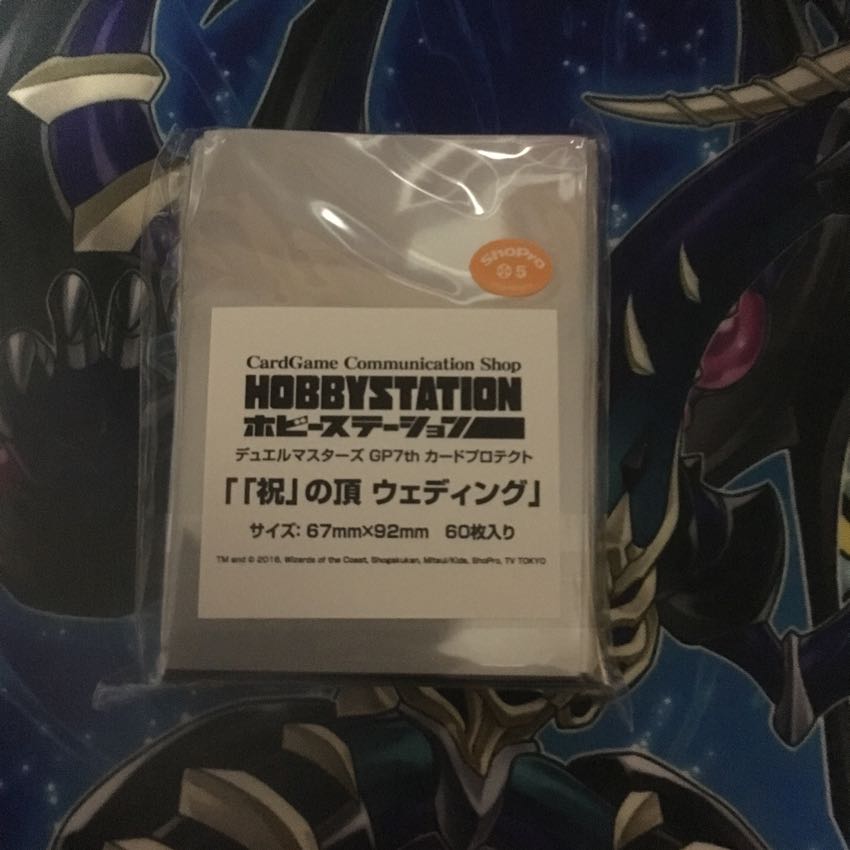 ShoPro
5
CardGame Communication Shop
HOBBYSTATION
ホビーステーション
デュエルマスターズ GP7th カードプロテクト
「「祝」の頂 ウェディング」
サイズ：67mm×92mm 60枚入り
TM and © 2018, Wizards of the Coast, Shogakukan, Mitsui/Kids, ShoPro, TV TOKYO